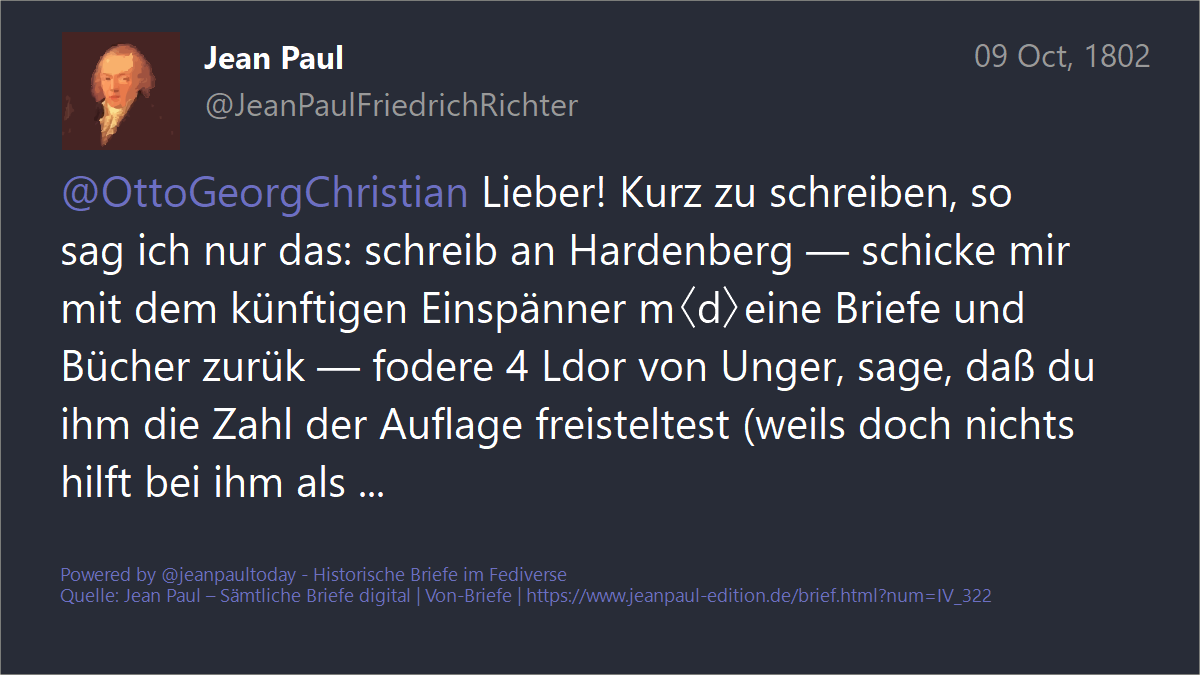 Jean Paul
09 Oct, 1802
@JeanPaulFriedrichRichter
@OttoGeorgChristian Lieber! Kurz zu schreiben, so
sag ich nur das: schreib an Hardenberg — schicke mir
mit dem künftigen Einspänner m〈d〉eine Briefe und
Bücher zurük — fodere 4 Ldor von Unger, sage, daß du
ihm die Zahl der Auflage freisteltest (weils doch nichts
hilft bei ihm als ...
Powered by @jeanpaultoday - Historische Briefe im Fediverse
Quelle: Jean Paul – Sämtliche Briefe digital | Von-Briefe | https://www.jeanpaul-edition.de/brief.html?num=IV_322